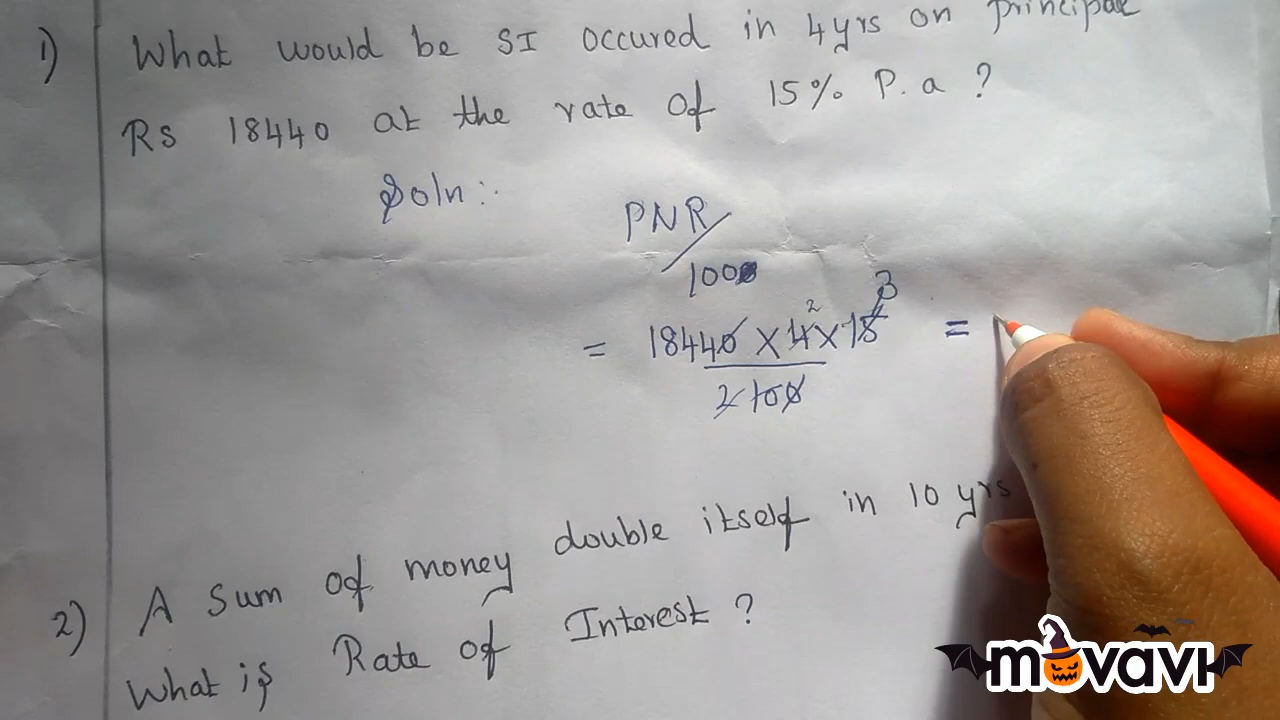 1) What would be SI occured in 4yrs on principal
Rs 18440 at the rate of 15% P.a ?
Soln :-
PNR/
100
= 18440 X 4 2 X 15 3 =
2 100
2) A Sum of money double itself in 10 yrs
What is Rate of Interest ?
movavi